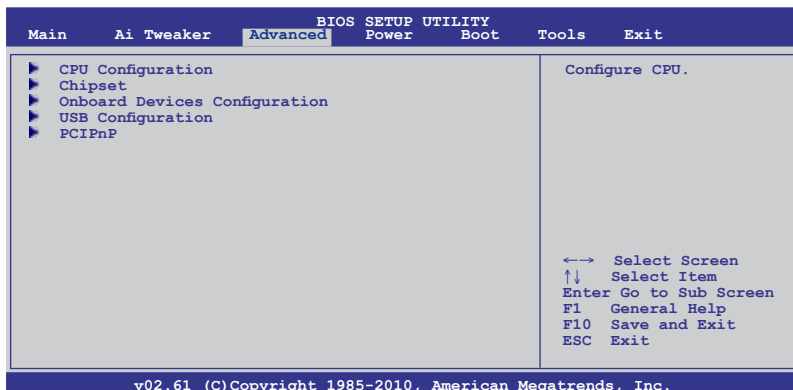 BIOS SETUP UTILITY
Main Ai Tweaker Advanced Power Boot Tools Exit
CPU Configuration
Chipset
Onboard Devices Configuration
USB Configuration
PCIPnP
Configure CPU.
←→ Select Screen
↑↓ Select Item
Enter Go to Sub Screen
F1 General Help
F10 Save and Exit
ESC Exit
v02.61 (C)Copyright 1985-2010, American Megatrends, Inc.